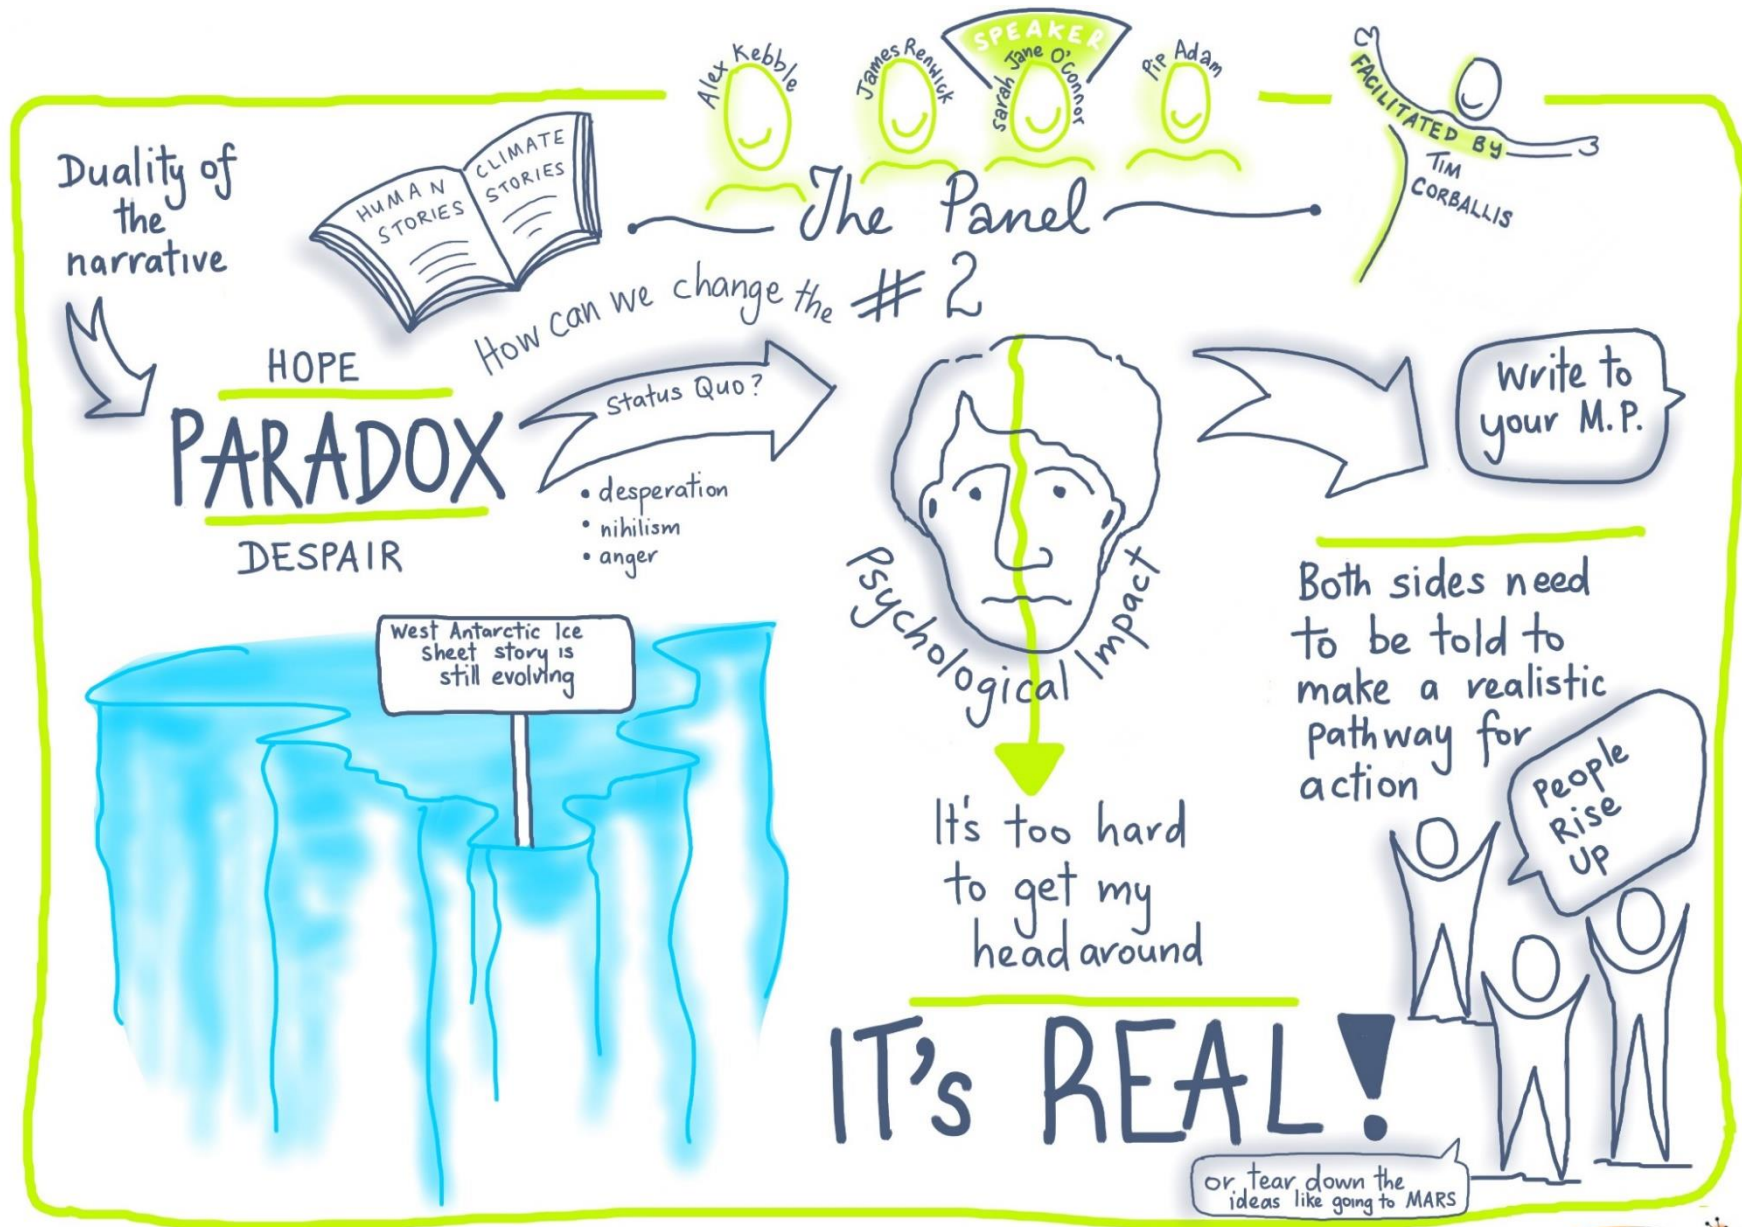 Alex Kebble
James Renwick
SPEAKER
Sarah Jane O'Connor
Pip Adam
FACILITATED BY
TIM
CORBALLIS
The Panel
# 2
Duality of
the
narrative
HUMAN
STORIES
CLIMATE
STORIES
HOPE
PARADOX
DESPAIR
How can we change the
Status Quo?
• desperation
• nihilism
• anger
West Antarctic Ice
sheet story is
still evolving
Psychological Impact
It's too hard
to get my
head around
IT's REAL!
Write to
your M.P.
Both sides need
to be told to
make a realistic
pathway for
action
People
Rise
UP
or tear down the
ideas like going to MARS